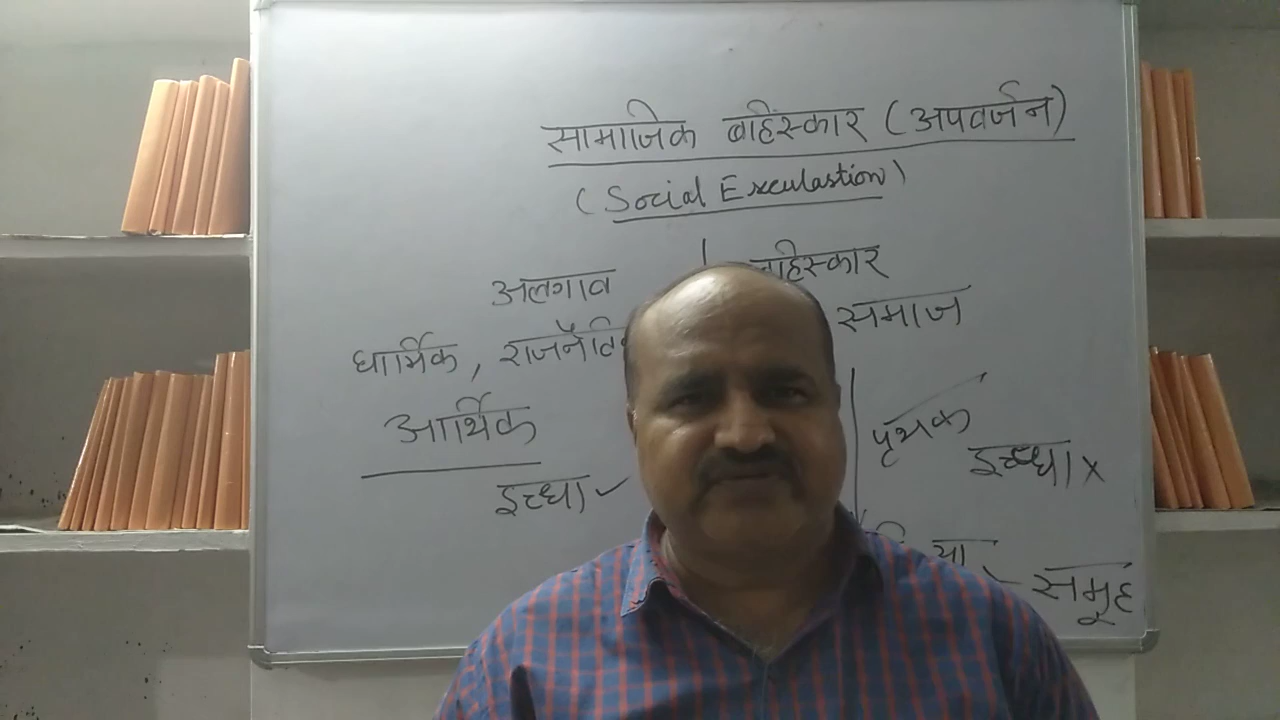 सामाजिक बहिंस्कार (अपवर्जन)
(Social Exculastion)
अलगाव
धार्मिक, राजनैति
आर्थिक
इच्धा ✓
बहिस्कार
समाज
पृथक
इच्धा x
या समूह